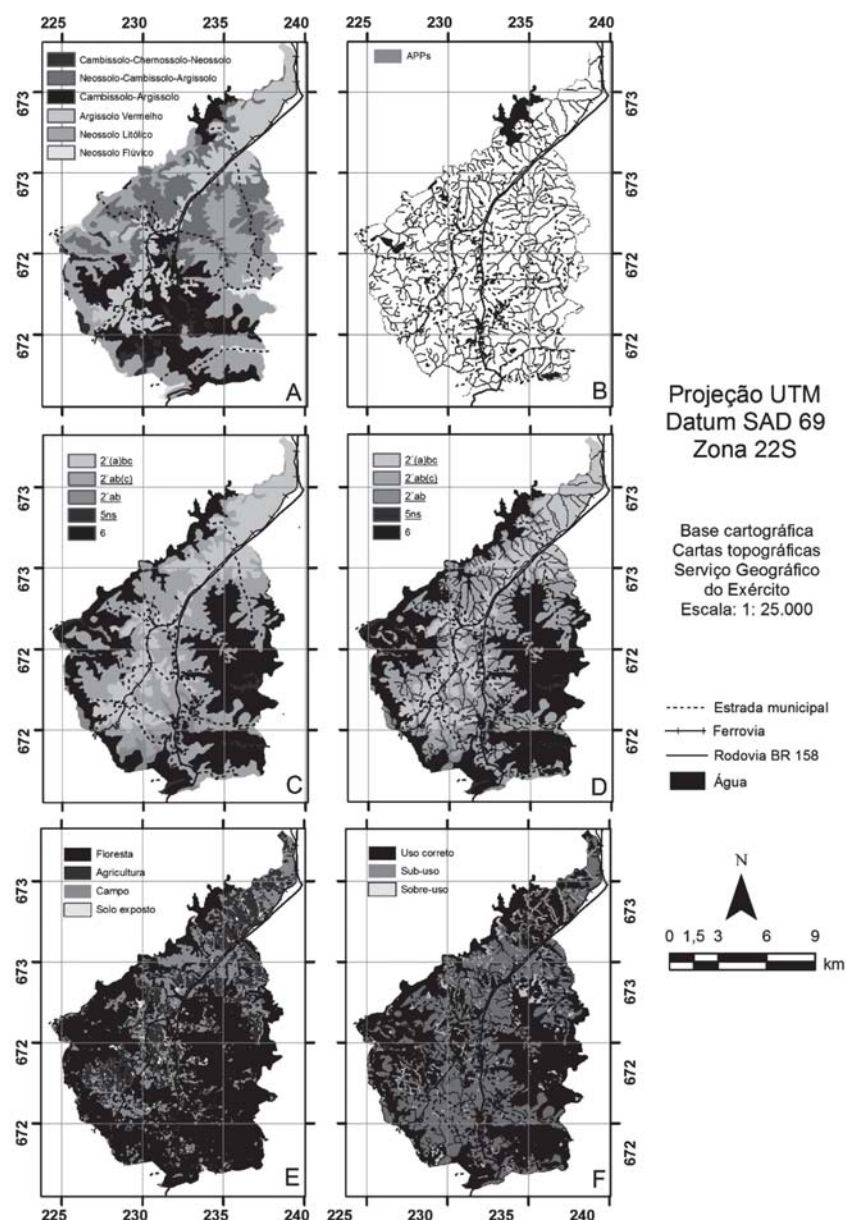 225 230 235 240 225 230 235 240
Cambissolo-Chernossolo-Neossolo
Neossolo-Cambissolo-Argissolo
Cambissolo-Argissolo
Argissolo Vermelho
Neossolo Litólico
Neossolo Flúvico
673
673
672
672
A
APPs
673
673
672
672
B
2´(a)bc
2´ab(c)
2´ab
5ns
6
673
673
672
672
C
2´(a)bc
2´ab(c)
2´ab
5ns
6
673
673
672
672
D
Floresta
Agricultura
Campo
Solo exposto
673
673
672
672
E
Uso correto
Sub-uso
Sobre-uso
673
673
672
672
F
225 230 235 240 225 230 235 240
Projeção UTM
Datum SAD 69
Zona 22S
Base cartográfica
Cartas topográficas
Serviço Geográfico
do Exército
Escala: 1: 25.000
Estrada municipal
Ferrovia
Rodovia BR 158
Água
N
0 1,5 3 6 9
km